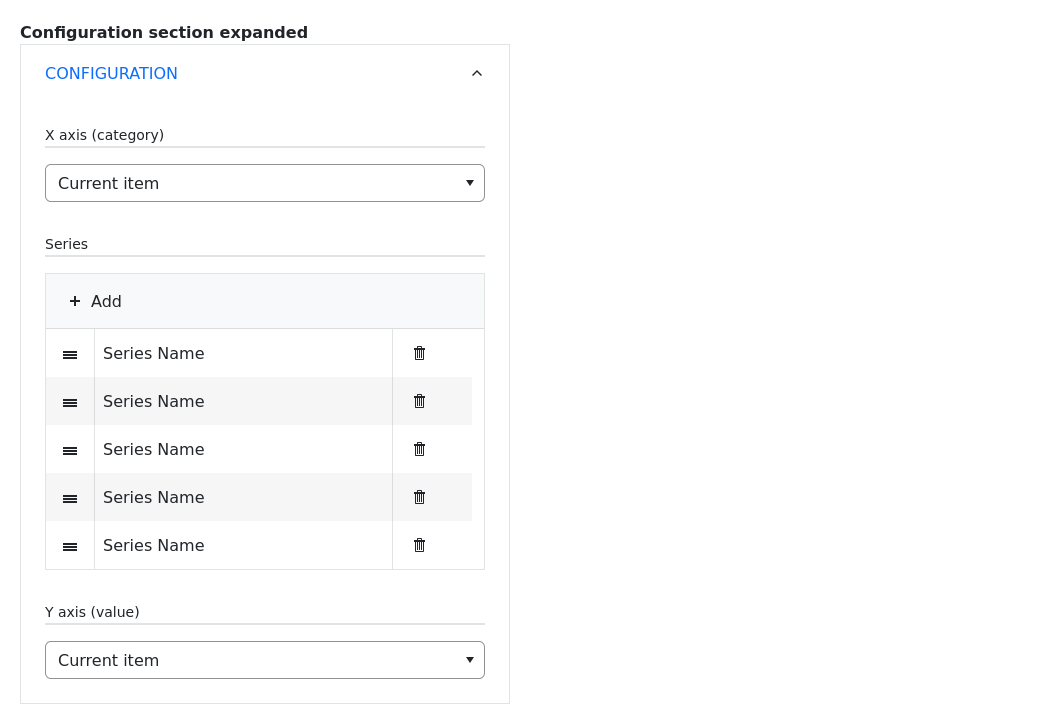 Configuration section expanded
CONFIGURATION
X axis (category)
Current item
Series
Add
Series Name
Series Name
Series Name
Series Name
Series Name
Y axis (value)
Current item